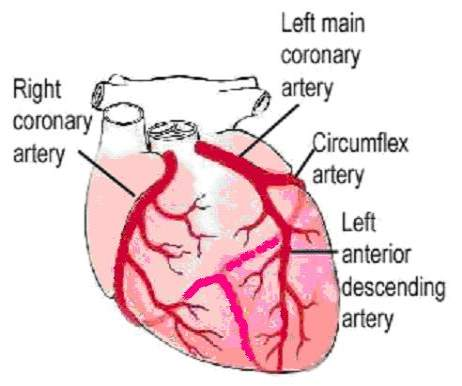 Left main
coronary
artery
Right
coronary
artery
Circumflex
artery
Left
anterior
descending
artery